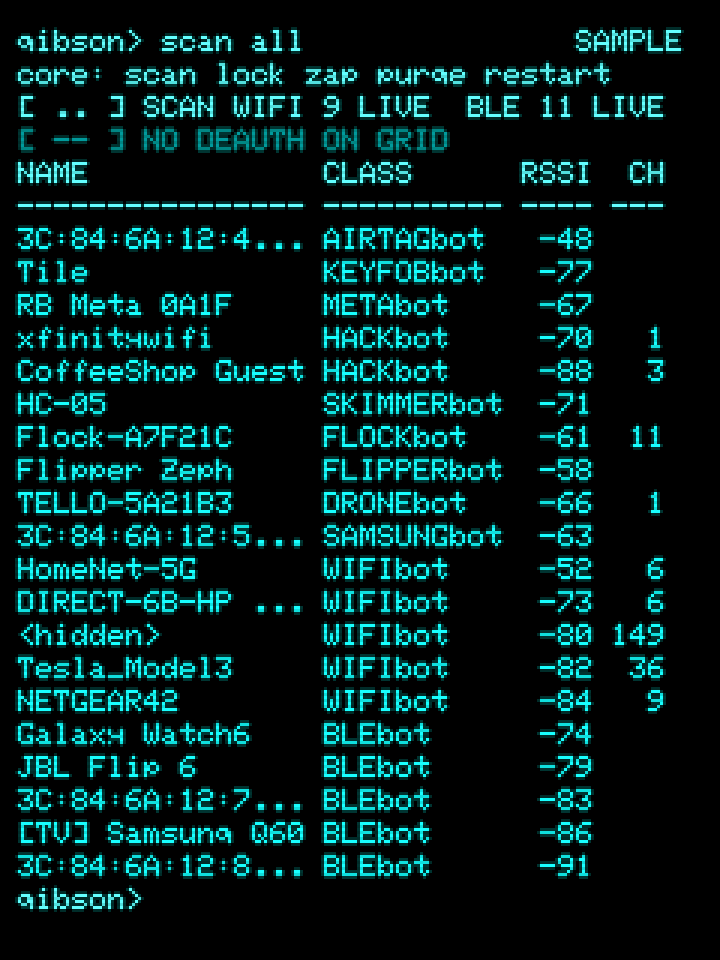 gibson> scan all SAMPLE
core: scan lock zap purge restart
[ .. ] SCAN WIFI 9 LIVE  BLE 11 LIVE
[ -- ] NO DEAUTH ON GRID
NAME CLASS RSSI CH
---------------- ---------- ---- ---
3C:84:6A:12:4... AIRTAGbot -48
Tile KEYFOBbot -77
RB Meta 0A1F METAbot -67
xfinitywifi HACKbot -70 1
CoffeeShop Guest HACKbot -88 3
HC-05 SKIMMERbot -71
Flock-A7F21C FLOCKbot -61 11
Flipper Zeph FLIPPERbot -58
TELLO-5A21B3 DRONEbot -66 1
3C:84:6A:12:5... SAMSUNGbot -63
HomeNet-5G WIFIbot -52 6
DIRECT-6B-HP ... WIFIbot -73 6
<hidden> WIFIbot -80 149
Tesla_Model3 WIFIbot -82 36
NETGEAR42 WIFIbot -84 9
Galaxy Watch6 BLEbot -74
JBL Flip 6 BLEbot -79
3C:84:6A:12:7... BLEbot -83
[TV] Samsung Q60 BLEbot -86
3C:84:6A:12:8... BLEbot -91
gibson>